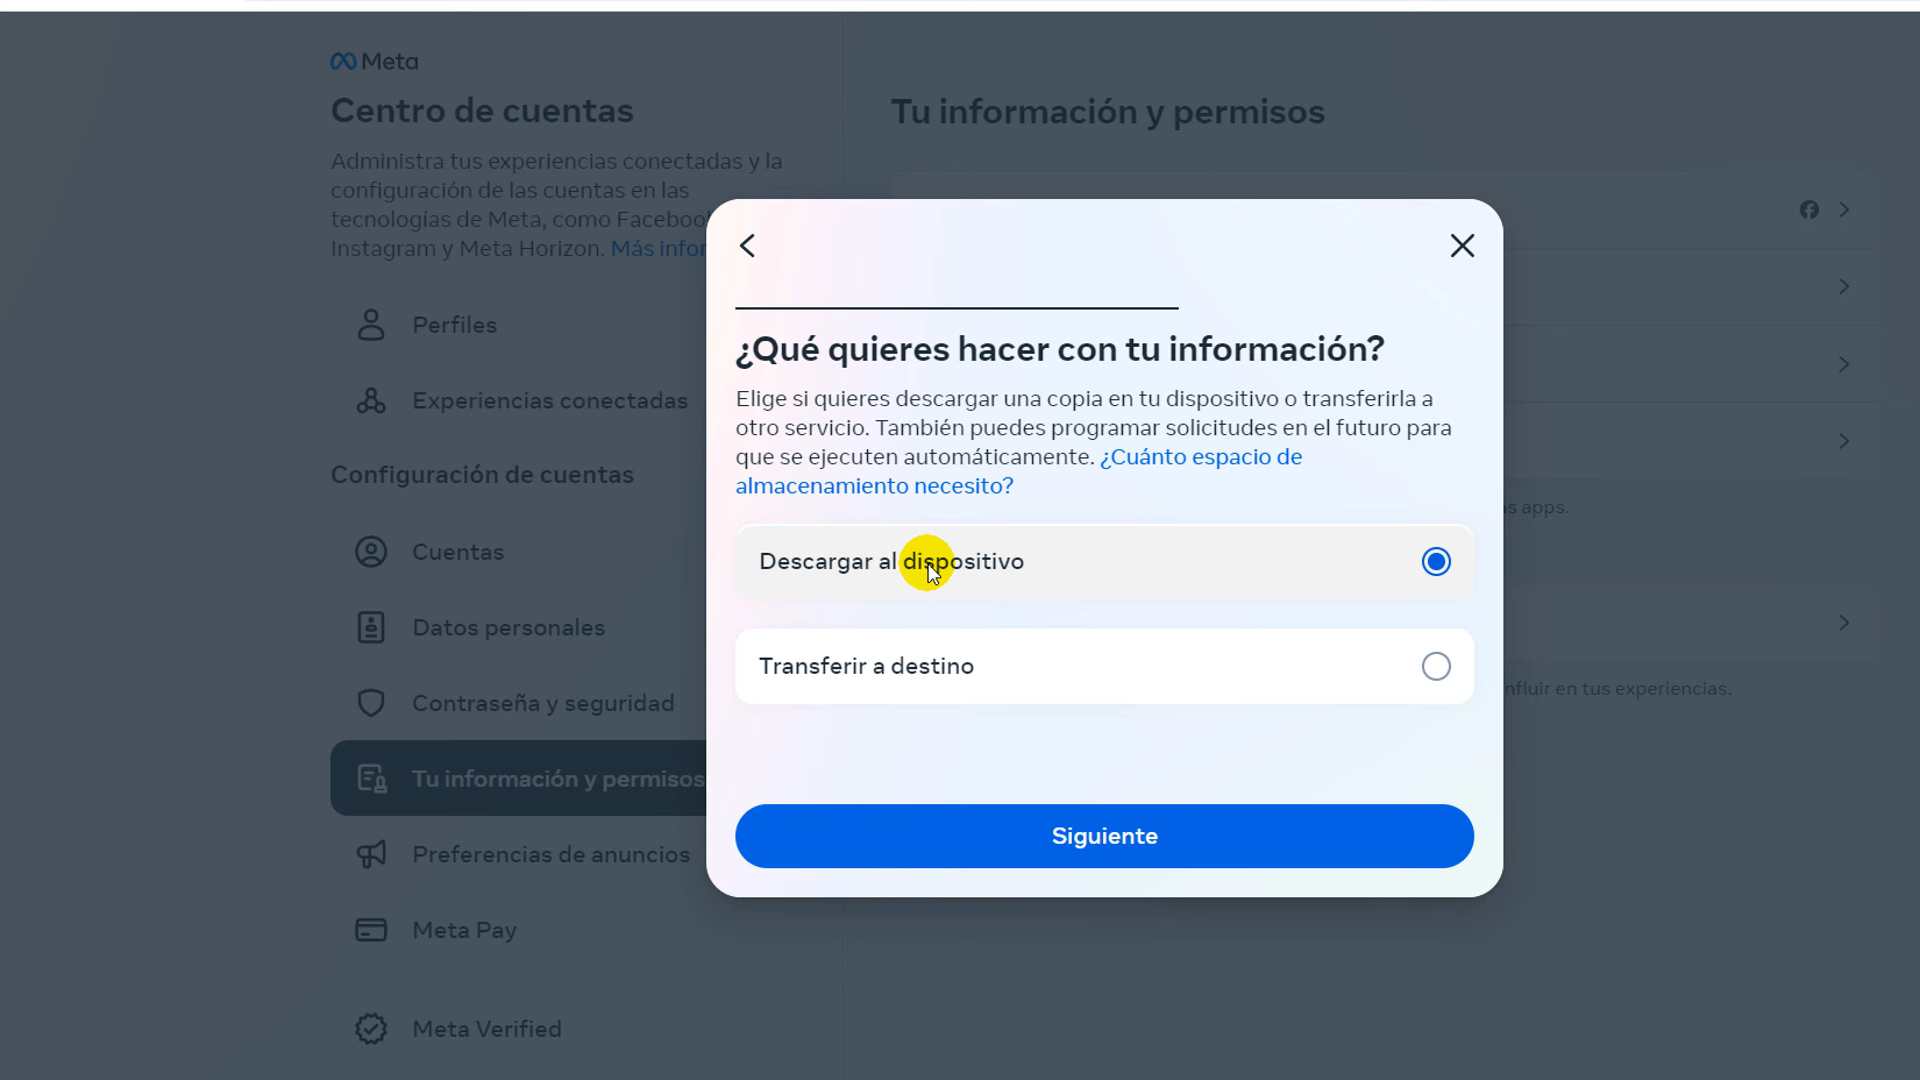 Meta
Centro de cuentas
Administra tus experiencias conectadas y la
configuración de las cuentas en las
tecnologías de Meta, como Facebook
Instagram y Meta Horizon. Más infor
Perfiles
Experiencias conectadas
Configuración de cuentas
Cuentas
Datos personales
Contraseña y seguridad
Tu información y permisos
Preferencias de anuncios
Meta Pay
Meta Verified
Tu información y permisos
s apps.
nfluir en tus experiencias.
¿Qué quieres hacer con tu información?
Elige si quieres descargar una copia en tu dispositivo o transferirla a
otro servicio. También puedes programar solicitudes en el futuro para
que se ejecuten automáticamente. ¿Cuánto espacio de
almacenamiento necesito?
Descargar al dispositivo
Transferir a destino
Siguiente